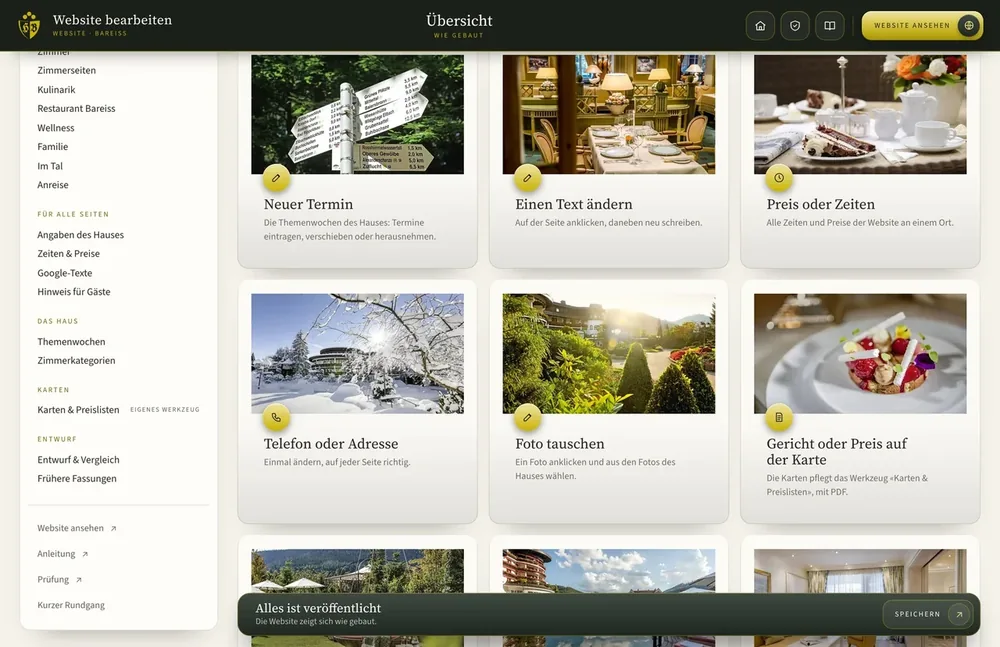 Website bearbeiten
WEBSITE · BAREISS
Übersicht
WIE GEBAUT
WEBSITE ANSEHEN
Zimmer
Zimmerseiten
Kulinarik
Restaurant Bareiss
Wellness
Familie
Im Tal
Anreise
FÜR ALLE SEITEN
Angaben des Hauses
Zeiten & Preise
Google-Texte
Hinweis für Gäste
DAS HAUS
Themenwochen
Zimmerkategorien
KARTEN
Karten & Preislisten EIGENES WERKZEUG
ENTWURF
Entwurf & Vergleich
Frühere Fassungen
Website ansehen
Anleitung
Prüfung
Kurzer Rundgang
Neuer Termin
Die Themenwochen des Hauses: Termine
eintragen, verschieben oder herausnehmen.
Einen Text ändern
Auf der Seite anklicken, daneben neu schreiben.
Preis oder Zeiten
Alle Zeiten und Preise der Website an einem Ort.
Telefon oder Adresse
Einmal ändern, auf jeder Seite richtig.
Foto tauschen
Ein Foto anklicken und aus den Fotos des
Hauses wählen.
Gericht oder Preis auf
der Karte
Die Karten pflegt das Werkzeug «Karten &
Preislisten», mit PDF.
Alles ist veröffentlicht
Die Website zeigt sich wie gebaut.
SPEICHERN